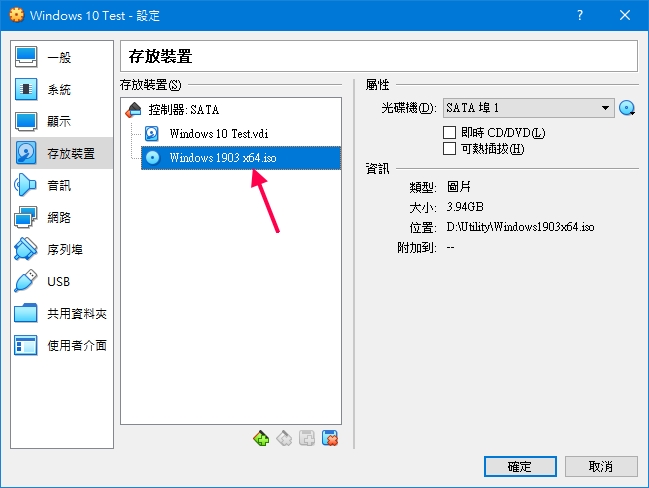 Windows 10 Test - 設定
一般
系統
顯示
存放裝置
音訊
網路
序列埠
USB
共用資料夾
使用者介面
存放裝置
存放裝置(S)
控制器: SATA
Windows 10 Test.vdi
Windows 1903 x64.iso
屬性
光碟機(D): SATA 埠 1
即時 CD/DVD(L)
可熱插拔(H)
資訊
類型: 圖片
大小: 3.94GB
位置: D:\Utility\Windows1903x64.iso
附加到: --
確定
取消